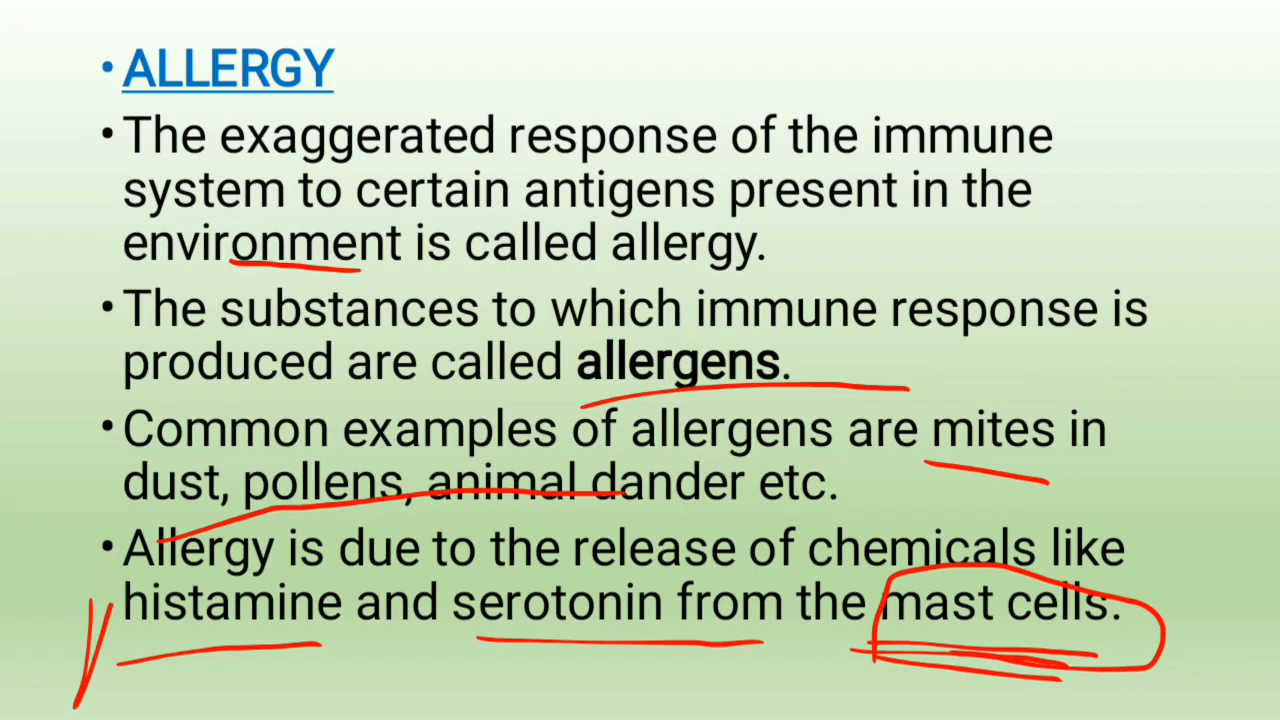 • ALLERGY
• The exaggerated response of the immune
system to certain antigens present in the
environment is called allergy.
• The substances to which immune response is
produced are called allergens.
• Common examples of allergens are mites in
dust, pollens, animal dander etc.
• Allergy is due to the release of chemicals like
histamine and serotonin from the mast cells.